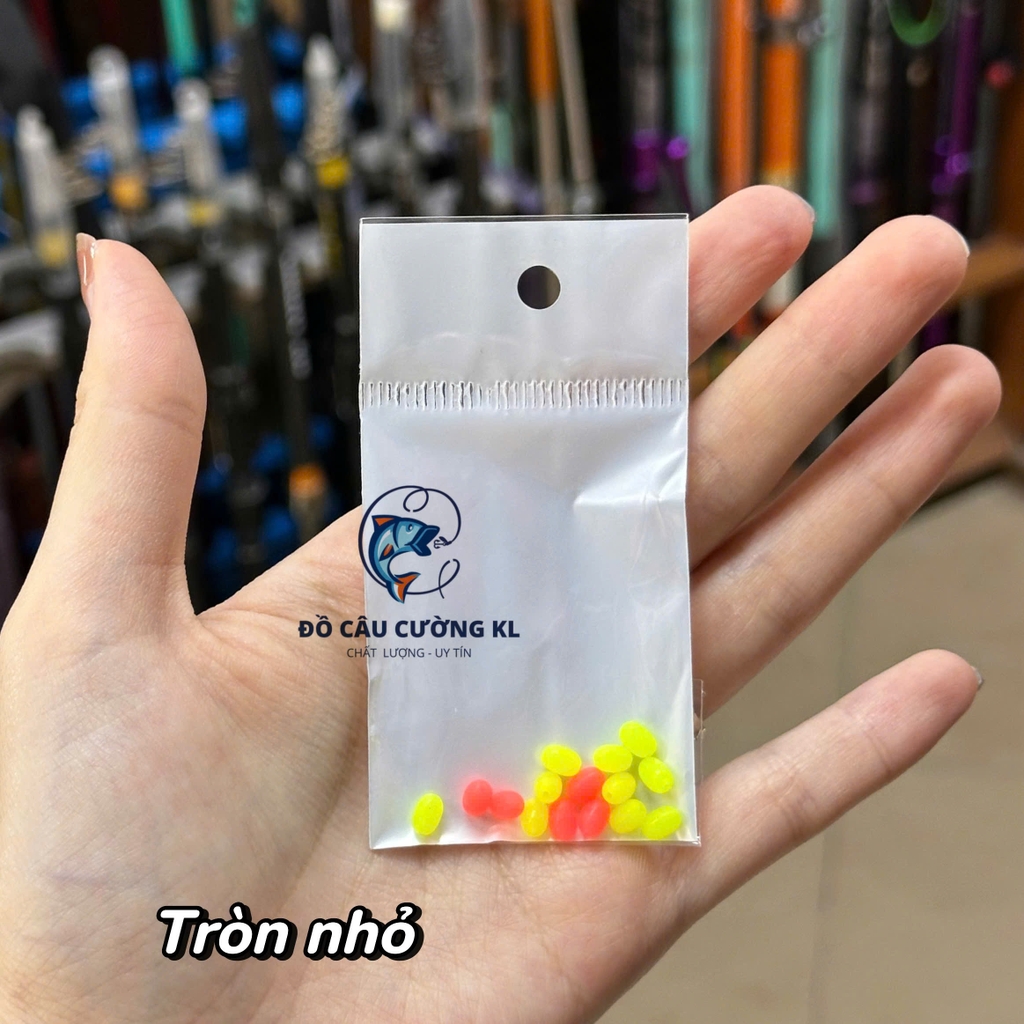 ĐỒ CÂU CƯỜNG KL
CHẤT LƯỢNG - UY TÍN
Tròn nhỏ